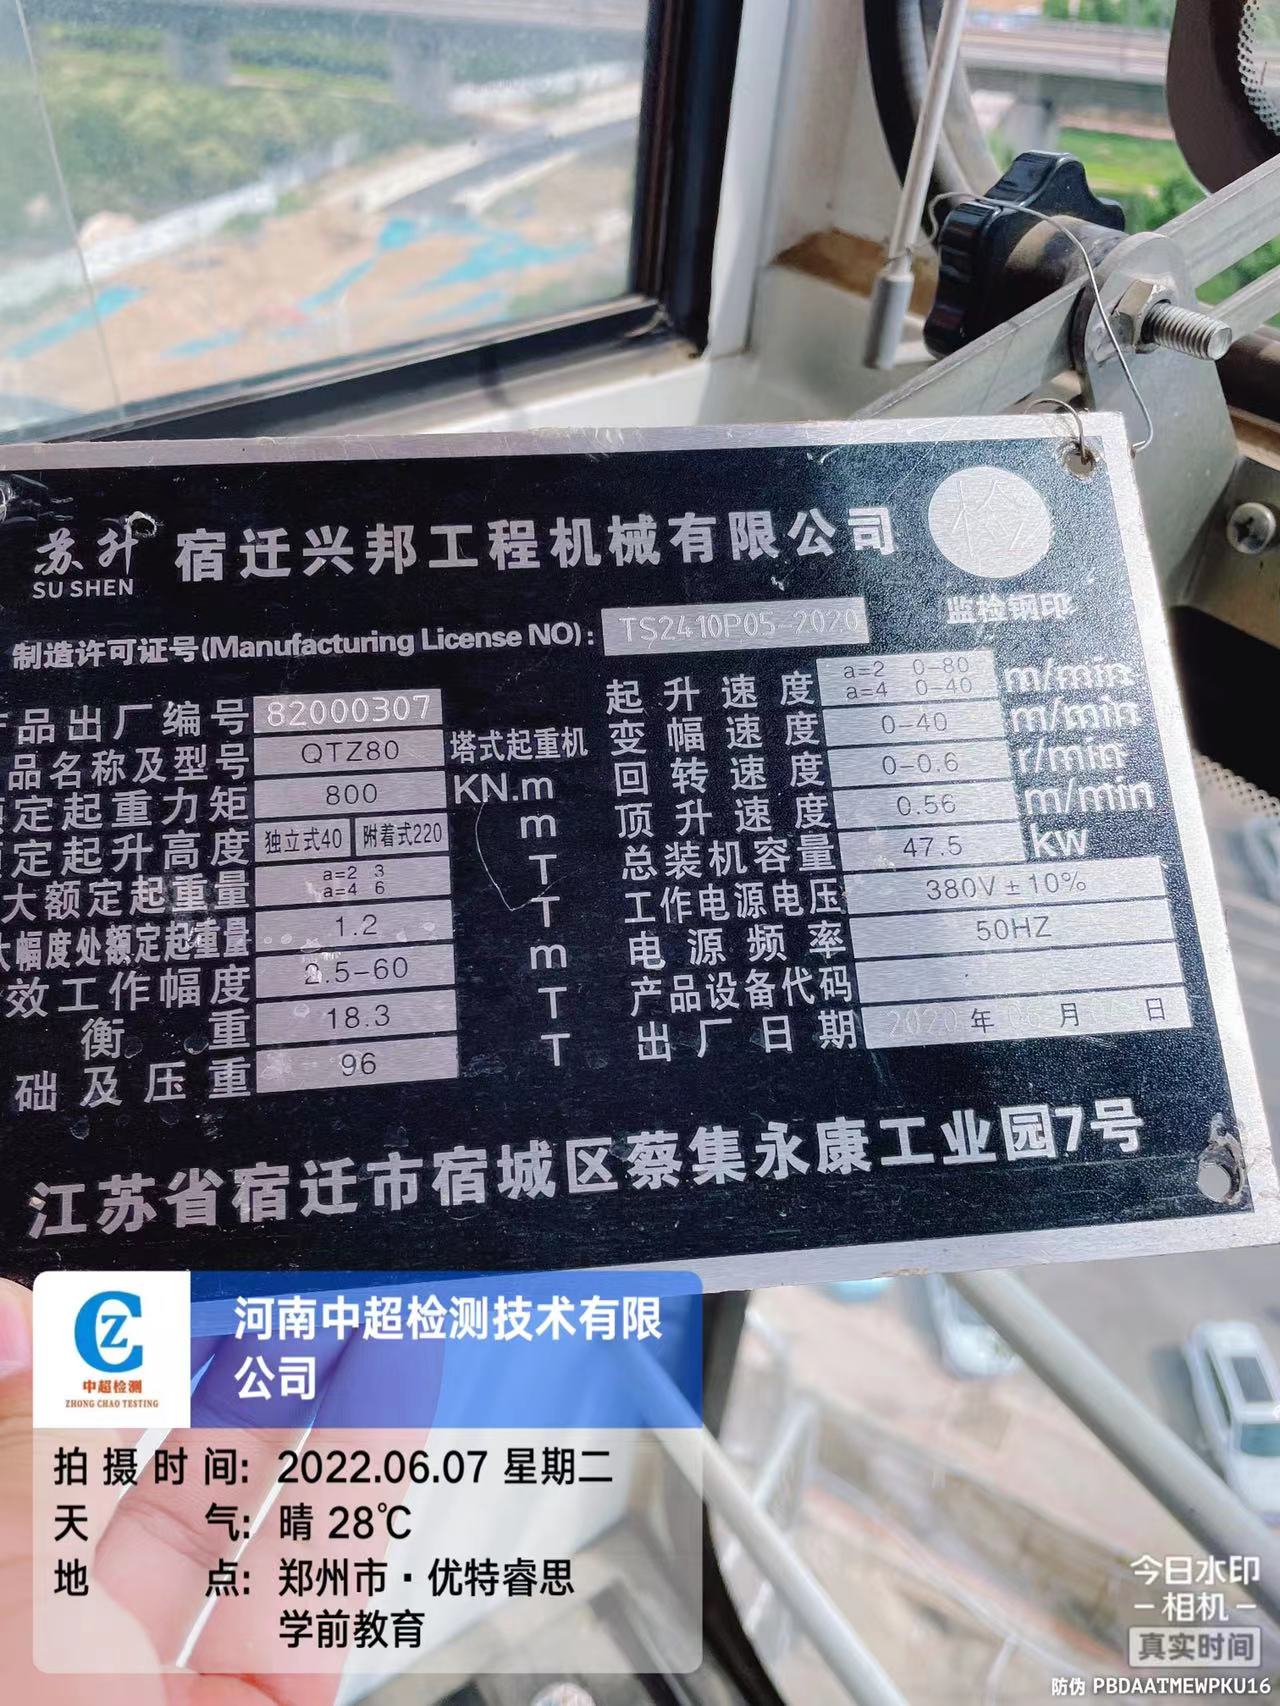 苏升
SU SHEN
宿迁兴邦工程机械有限公司
监检钢印
制造许可证号(Manufacturing License NO): TS2410P05-2020
品出厂编号 82000307
品名称及型号 QTZ80 塔式起重机
定起重力矩 800 KN.m
定起升高度 独立式40 附着式220 m
大额定起重量 a=2 3 a=4 6 T
大幅度处额定起重量 1.2 T
效工作幅度 2.5-60 m
衡重 18.3 T
础及压重 96 T
起升速度 a=2 0-80 a=4 0-40 m/min
变幅速度 0-40 m/min
回转速度 0-0.6 r/min
顶升速度 0.56 m/min
总装机容量 47.5 kw
工作电源电压 380V±10%
电源频率 50HZ
产品设备代码
出厂日期 2020年 月 日
江苏省宿迁市宿城区蔡集永康工业园7号
中超检测
ZHONG CHAO TESTING
河南中超检测技术有限
公司
拍摄时间: 2022.06.07 星期二
天气: 晴 28℃
地点: 郑州市·优特睿思
学前教育
今日水印
-相机-
真实时间
防伪 PBDAATMEWPKU16